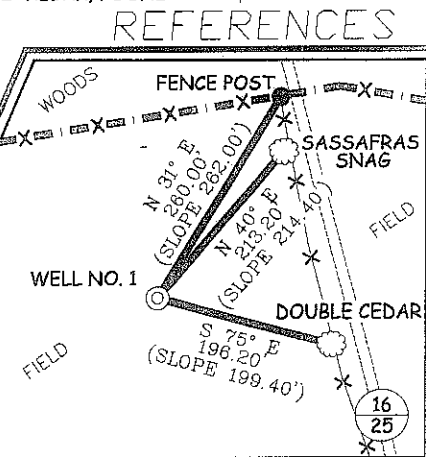 REFERENCES
WOODS
FENCE POST
SASSAFRAS
SNAG
N 31° E
260.00'
(SLOPE 262.00')
N 40° E
213.20'
(SLOPE 214.40')
FIELD
WELL NO. 1
DOUBLE CEDAR
S 75° E
196.20'
(SLOPE 199.40')
FIELD
16
25